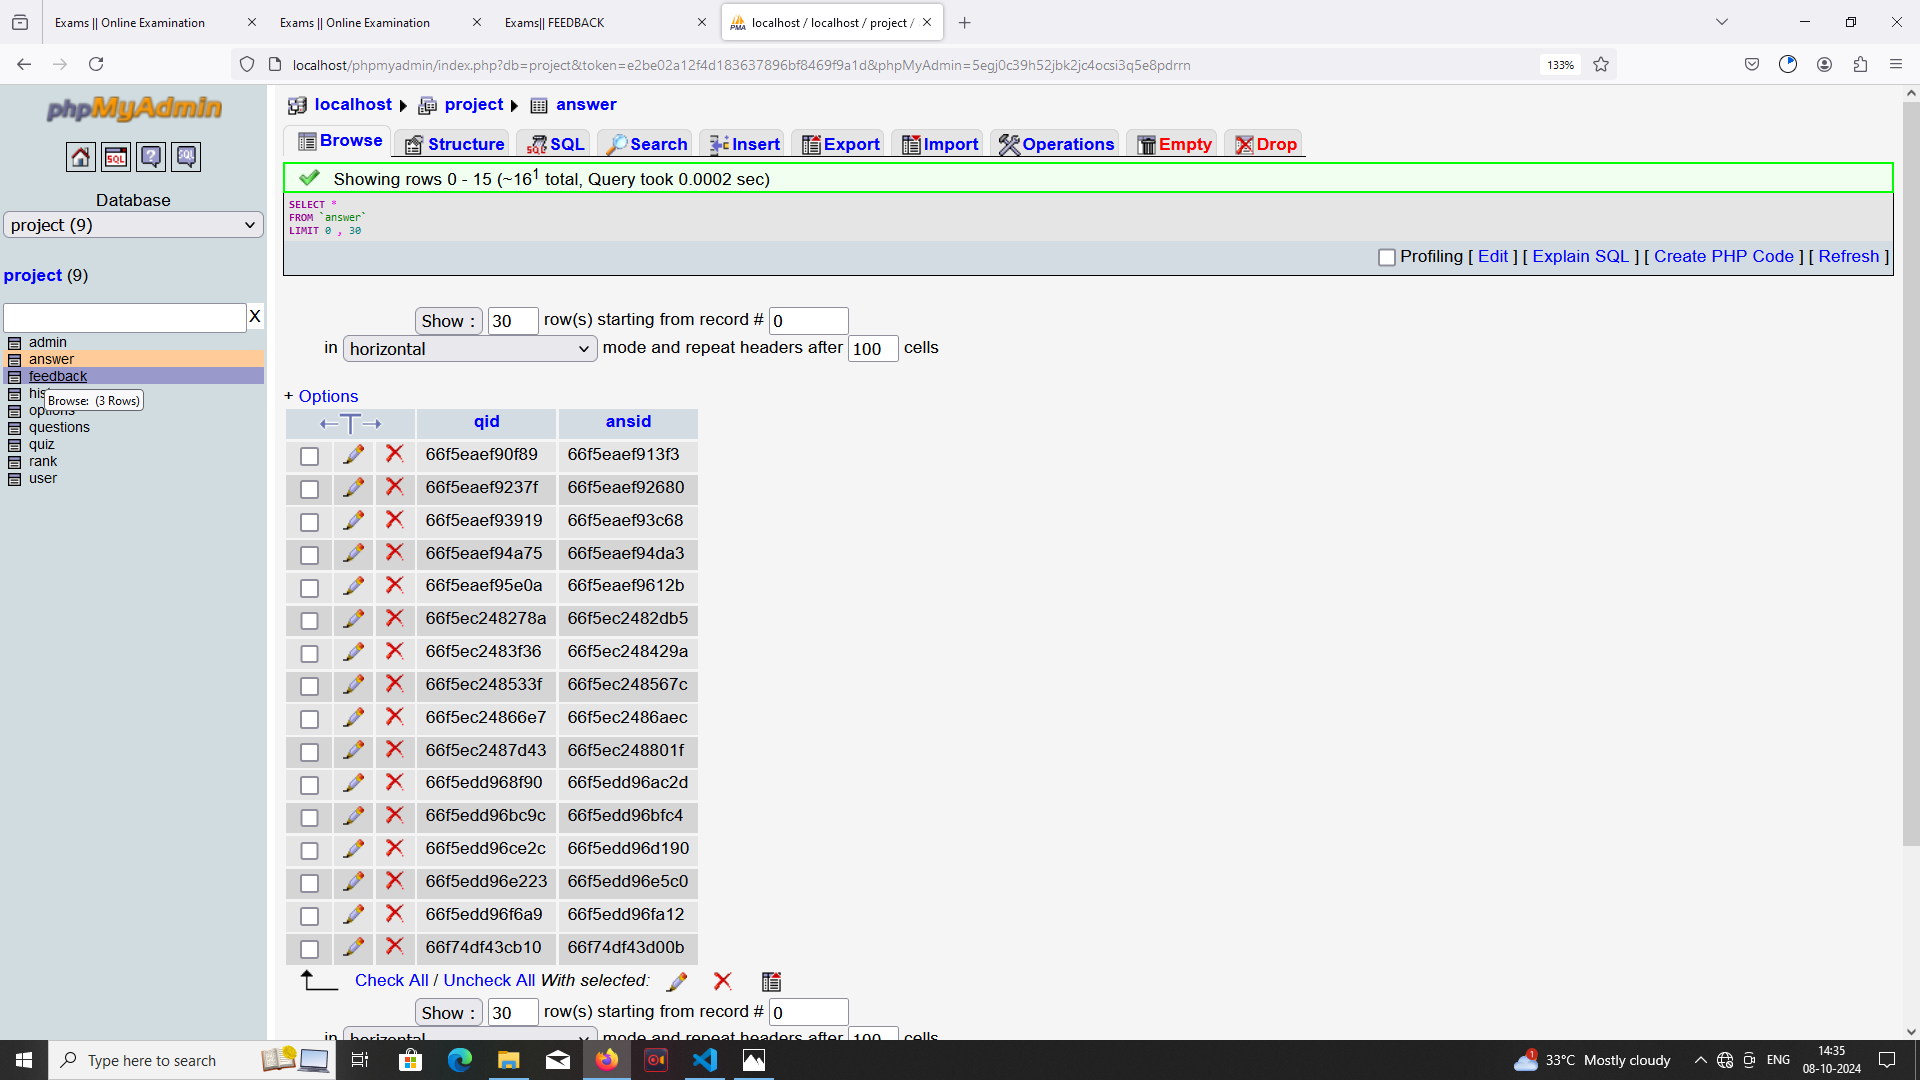 Exams || Online Examination
Exams || Online Examination
Exams|| FEEDBACK
localhost / localhost / project /
localhost/phpmyadmin/index.php?db=project&token=e2be02a12f4d183637896bf8469f9a1d&phpMyAdmin=5egj0c39h52jbk2jc4ocsi3q5e8pdrrn
133%
phpMyAdmin
SQL
SQL
Database
project (9)
project (9)
X
admin
answer
feedback
Browse: (3 Rows)
options
questions
quiz
rank
user
localhost ▶ project ▶ answer
Browse Structure SQL Search Insert Export Import Operations Empty Drop
Showing rows 0 - 15 (~16¹ total, Query took 0.0002 sec)
SELECT *
FROM `answer`
LIMIT 0 , 30
Profiling [ Edit ] [ Explain SQL ] [ Create PHP Code ] [ Refresh ]
Show : 30 row(s) starting from record # 0
in horizontal mode and repeat headers after 100 cells
+ Options
←T→ qid ansid
66f5eaef90f89 66f5eaef913f3
66f5eaef9237f 66f5eaef92680
66f5eaef93919 66f5eaef93c68
66f5eaef94a75 66f5eaef94da3
66f5eaef95e0a 66f5eaef9612b
66f5ec248278a 66f5ec2482db5
66f5ec2483f36 66f5ec248429a
66f5ec248533f 66f5ec248567c
66f5ec24866e7 66f5ec2486aec
66f5ec2487d43 66f5ec248801f
66f5edd968f90 66f5edd96ac2d
66f5edd96bc9c 66f5edd96bfc4
66f5edd96ce2c 66f5edd96d190
66f5edd96e223 66f5edd96e5c0
66f5edd96f6a9 66f5edd96fa12
66f74df43cb10 66f74df43d00b
Check All / Uncheck All With selected:
Show : 30 row(s) starting from record # 0
in horizontal mode and repeat headers after 100 cells
Type here to search
1
33°C Mostly cloudy
ENG
14:35
08-10-2024